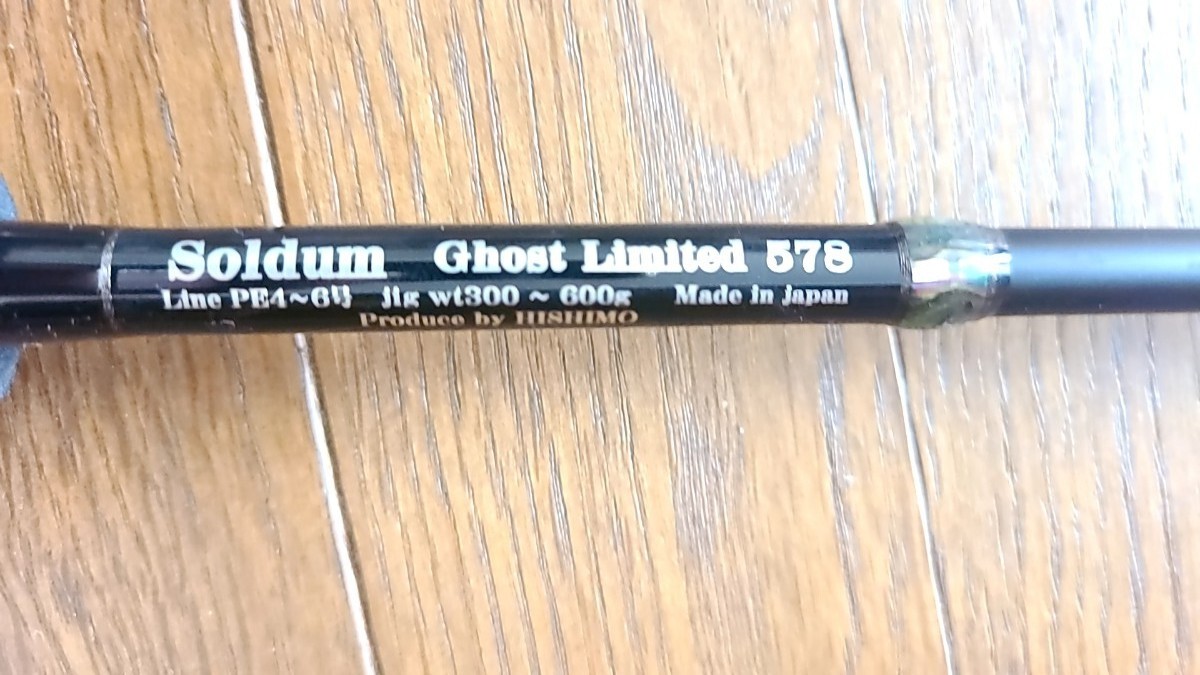 Soldum Ghost Limited 578
Line PE4~6号 jig wt300 ~ 600g Made in japan
Produce by HISHIMO